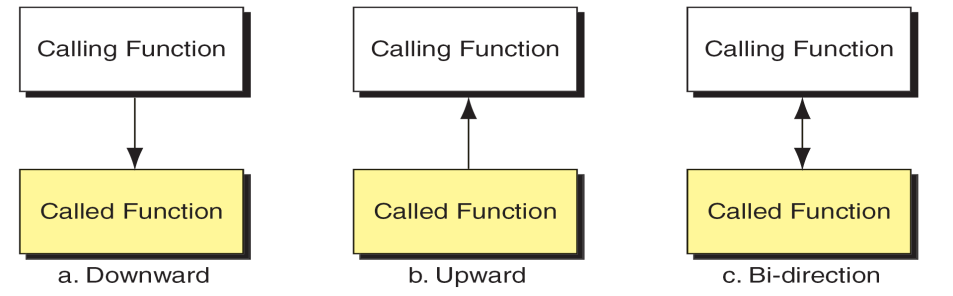 Calling Function
Calling Function
Calling Function
Called Function
Called Function
Called Function
a. Downward
b. Upward
c. Bi-direction